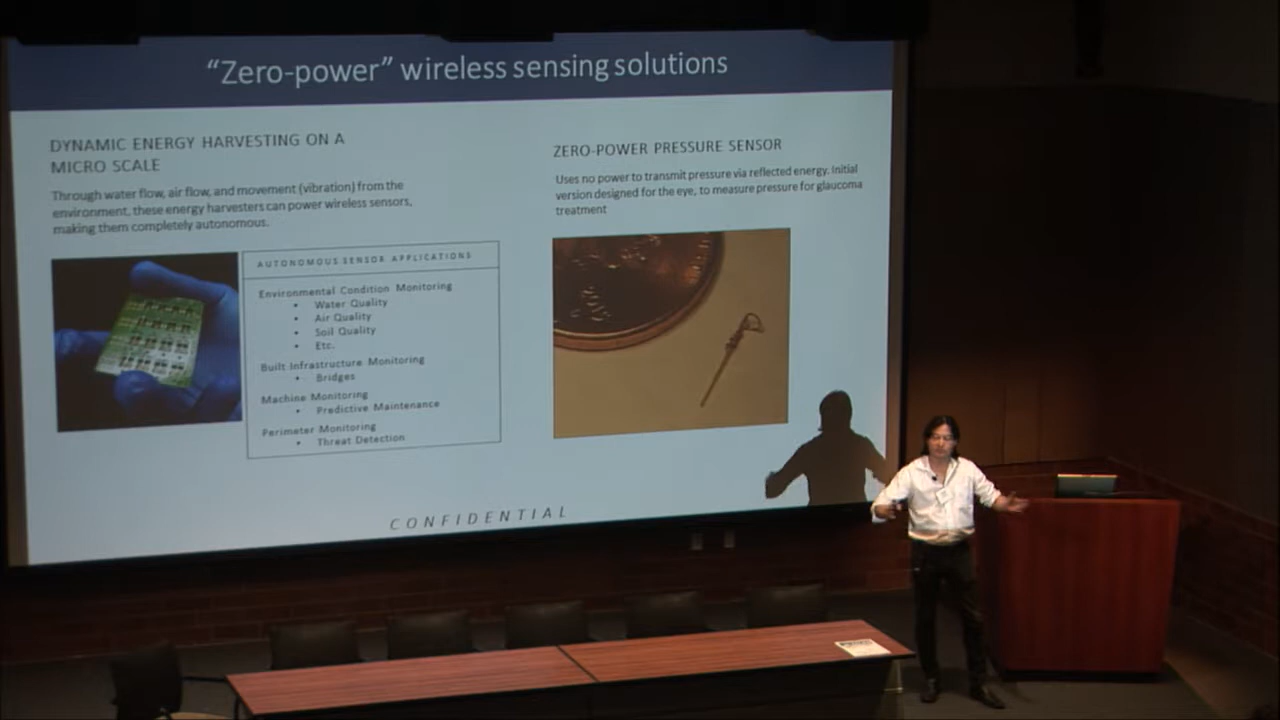 “Zero-power” wireless sensing solutions
DYNAMIC ENERGY HARVESTING ON A
MICRO SCALE
Through water flow, air flow, and movement (vibration) from the
environment, these energy harvesters can power wireless sensors,
making them completely autonomous.
AUTONOMOUS SENSOR APPLICATIONS
Environmental Condition Monitoring
• Water Quality
• Air Quality
• Soil Quality
• Etc.
Built Infrastructure Monitoring
• Bridges
Machine Monitoring
• Predictive Maintenance
Perimeter Monitoring
• Threat Detection
ZERO-POWER PRESSURE SENSOR
Uses no power to transmit pressure via reflected energy. Initial
version designed for the eye, to measure pressure for glaucoma
treatment
CONFIDENTIAL